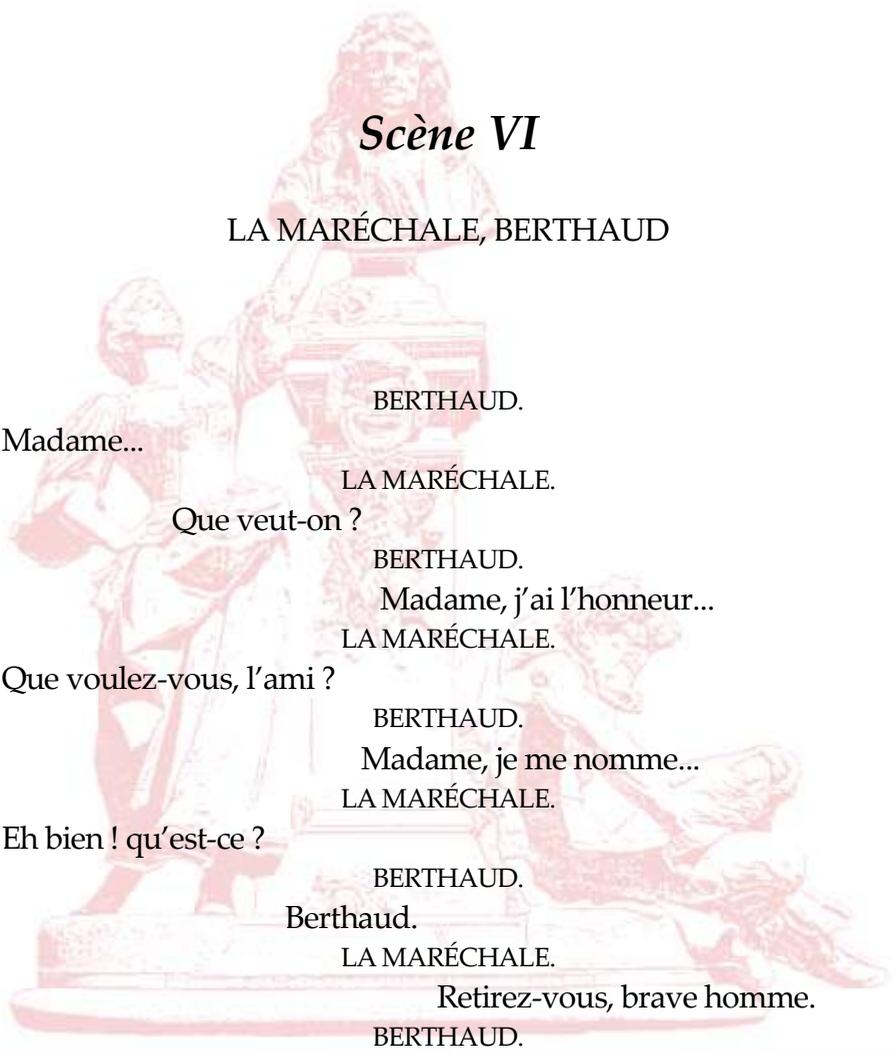 Scène VI
LA MARÉCHALE, BERTHAUD
BERTHAUD.
Madame...
LA MARÉCHALE.
Que veut-on ?
BERTHAUD.
Madame, j’ai l’honneur...
LA MARÉCHALE.
Que voulez-vous, l’ami ?
BERTHAUD.
Madame, je me nomme...
LA MARÉCHALE.
Eh bien ! qu’est-ce ?
BERTHAUD.
Berthaud.
LA MARÉCHALE.
Retirez-vous, brave homme.
BERTHAUD.